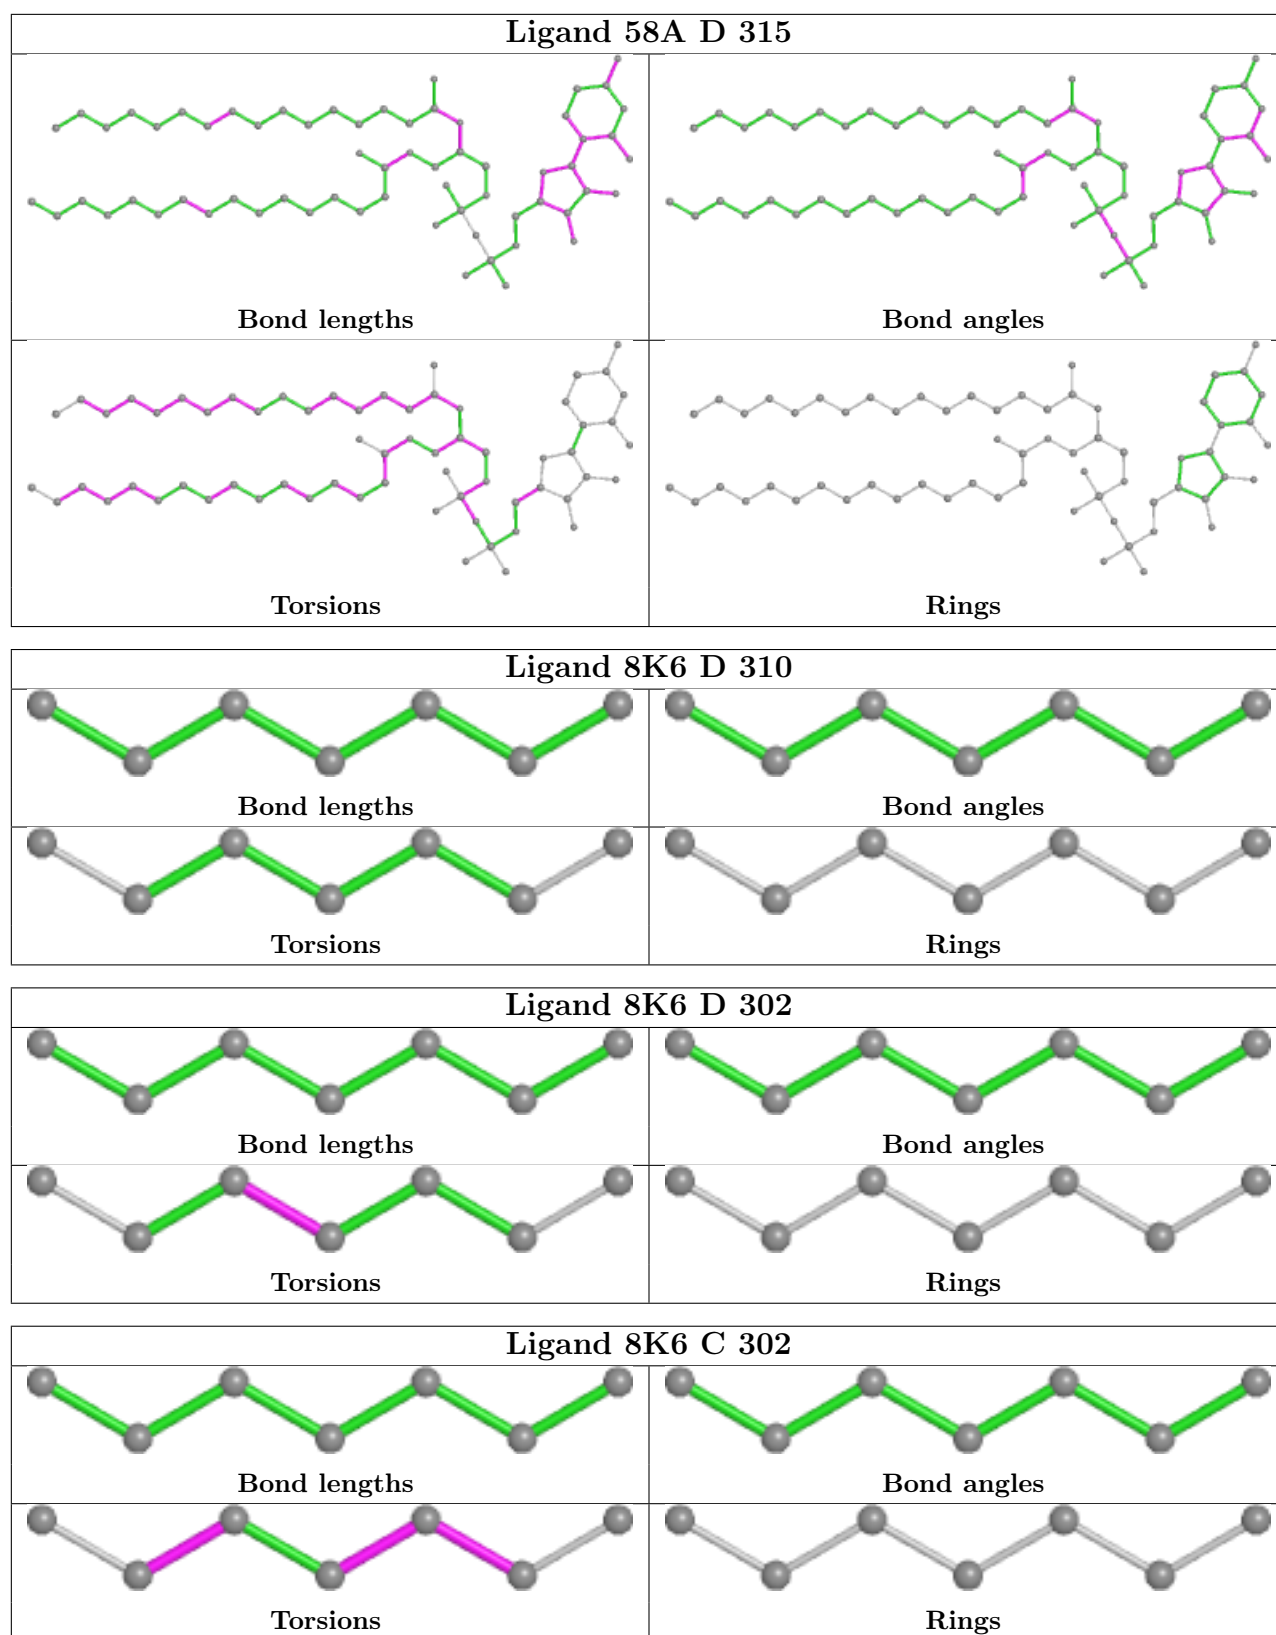 Ligand 58A D 315
Bond lengths
Bond angles
Torsions
Rings
Ligand 8K6 D 310
Bond lengths
Bond angles
Torsions
Rings
Ligand 8K6 D 302
Bond lengths
Bond angles
Torsions
Rings
Ligand 8K6 C 302
Bond lengths
Bond angles
Torsions
Rings